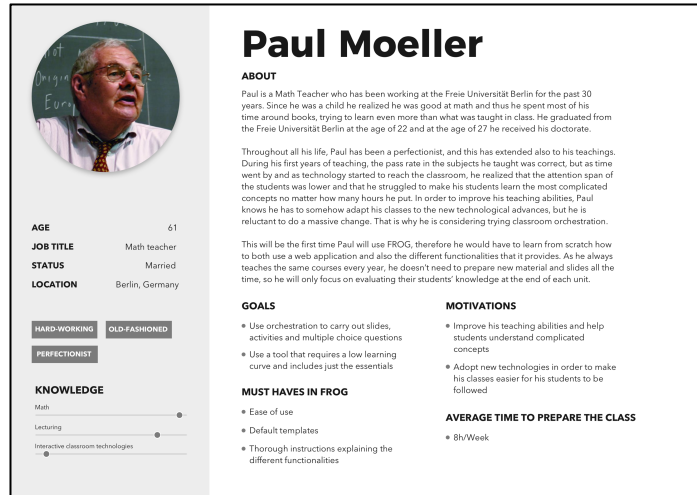 Paul Moeller
ABOUT
Paul is a Math Teacher who has been working at the Freie Universität Berlin for the past 30
years. Since he was a child he realized he was good at math and thus he spent most of his
time around books, trying to learn even more than what was taught in class. He graduated from
the Freie Universität Berlin at the age of 22 and at the age of 27 he received his doctorate.
Throughout all his life, Paul has been a perfectionist, and this has extended also to his teachings.
During his first years of teaching, the pass rate in the subjects he taught was correct, but as time
went by and as technology started to reach the classroom, he realized that the attention span of
the students was lower and that he struggled to make his students learn the most complicated
concepts no matter how many hours he put. In order to improve his teaching abilities, Paul
knows he has to somehow adapt his classes to the new technological advances, but he is
reluctant to do a massive change. That is why he is considering trying classroom orchestration.
This will be the first time Paul will use FROG, therefore he would have to learn from scratch how
to both use a web application and also the different functionalities that it provides. As he always
teaches the same courses every year, he doesn't need to prepare new material and slides all the
time, so he will only focus on evaluating their students' knowledge at the end of each unit.
AGE 61
JOB TITLE Math teacher
STATUS Married
LOCATION Berlin, Germany
HARD-WORKING OLD-FASHIONED
PERFECTIONIST
KNOWLEDGE
Math
Lecturing
Interactive classroom technologies
GOALS
• Use orchestration to carry out slides,
activities and multiple choice questions
• Use a tool that requires a low learning
curve and includes just the essentials
MUST HAVES IN FROG
• Ease of use
• Default templates
• Thorough instructions explaining the
different functionalities
MOTIVATIONS
• Improve his teaching abilities and help
students understand complicated
concepts
• Adopt new technologies in order to make
his classes easier for his students to be
followed
AVERAGE TIME TO PREPARE THE CLASS
• 8h/Week